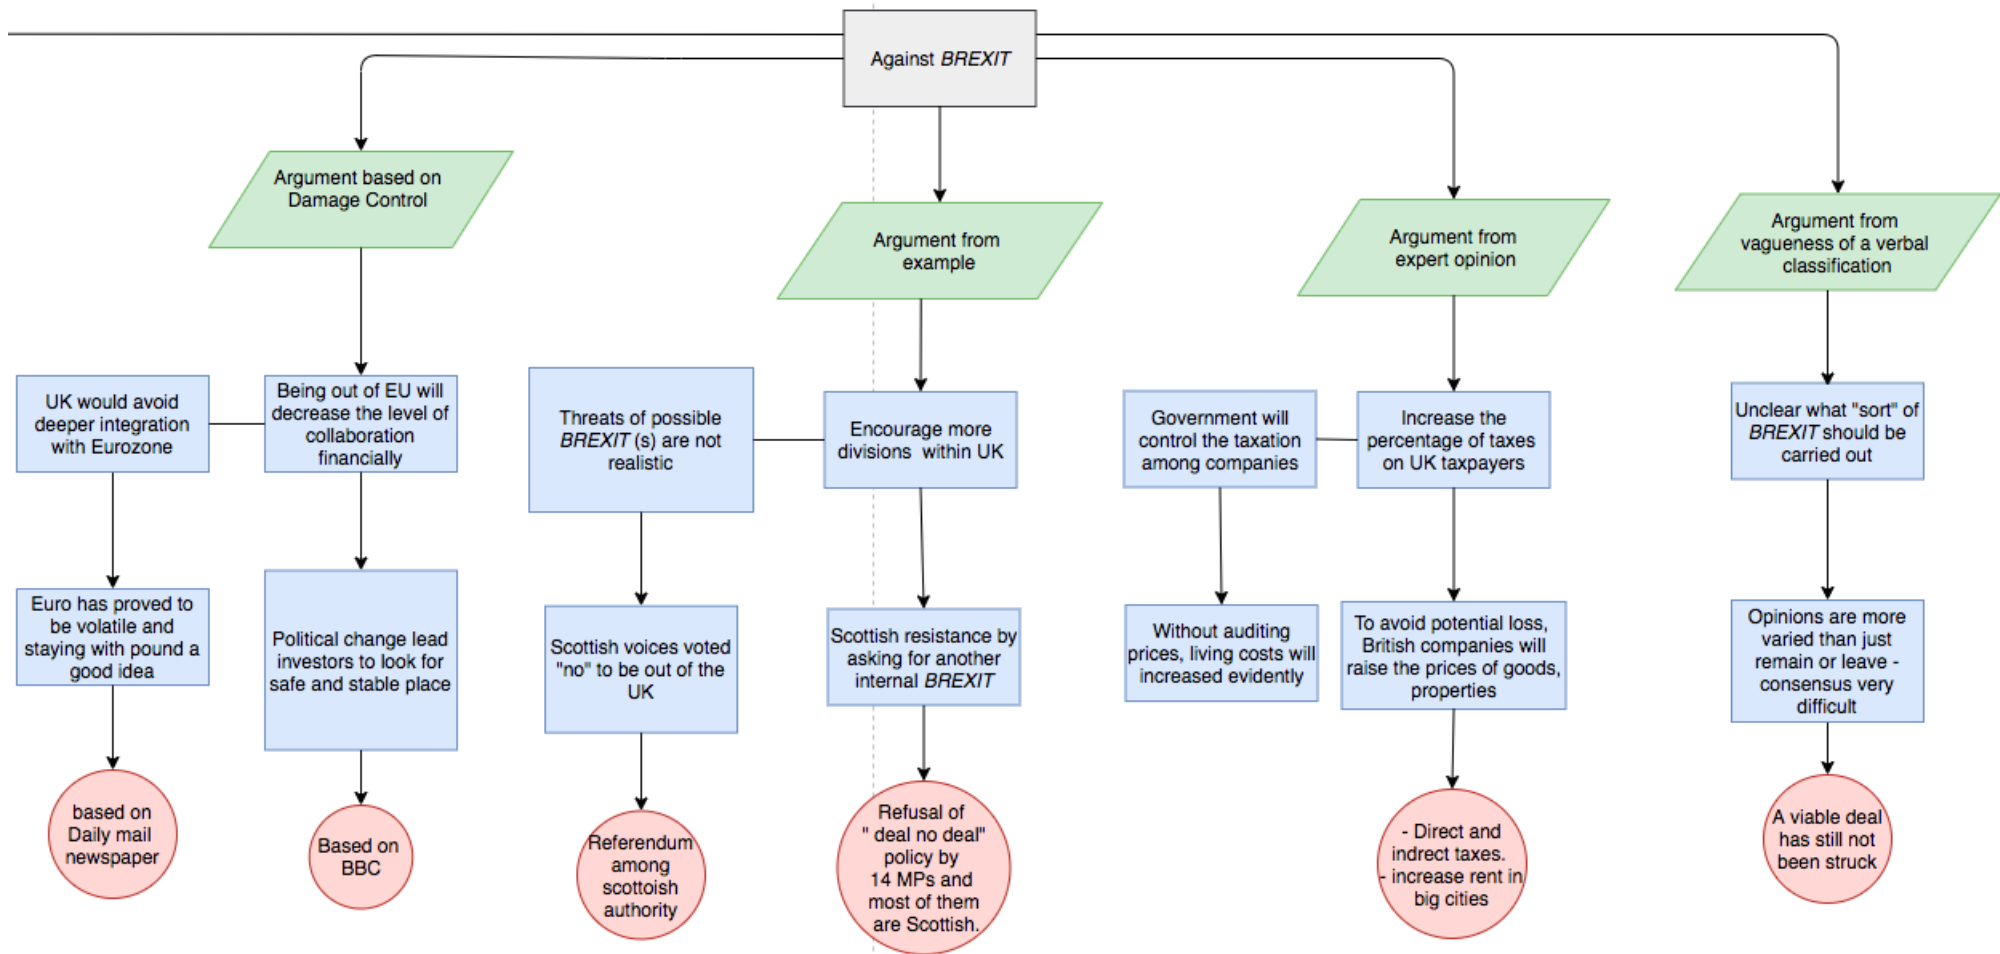 Against BREXIT
Argument based on
Damage Control
Argument from
example
Argument from
expert opinion
Argument from
vagueness of a verbal
classification
UK would avoid
deeper integration
with Eurozone
Being out of EU will
decrease the level of
collaboration
financially
Threats of possible
BREXIT (s) are not
realistic
Encourage more
divisions within UK
Government will
control the taxation
among companies
Increase the
percentage of taxes
on UK taxpayers
Unclear what "sort" of
BREXIT should be
carried out
Euro has proved to
be volatile and
staying with pound a
good idea
Political change lead
investors to look for
safe and stable place
Scottish voices voted
"no" to be out of the
UK
Scottish resistance by
asking for another
internal BREXIT
Without auditing
prices, living costs will
increased evidently
To avoid potential loss,
British companies will
raise the prices of goods,
properties
Opinions are more
varied than just
remain or leave -
consensus very
difficult
based on
Daily mail
newspaper
Based on
BBC
Referendum
among
scottoish
authority
Refusal of
" deal no deal"
policy by
14 MPs and
most of them
are Scottish.
- Direct and
indrect taxes.
- increase rent in
big cities
A viable deal
has still not
been struck